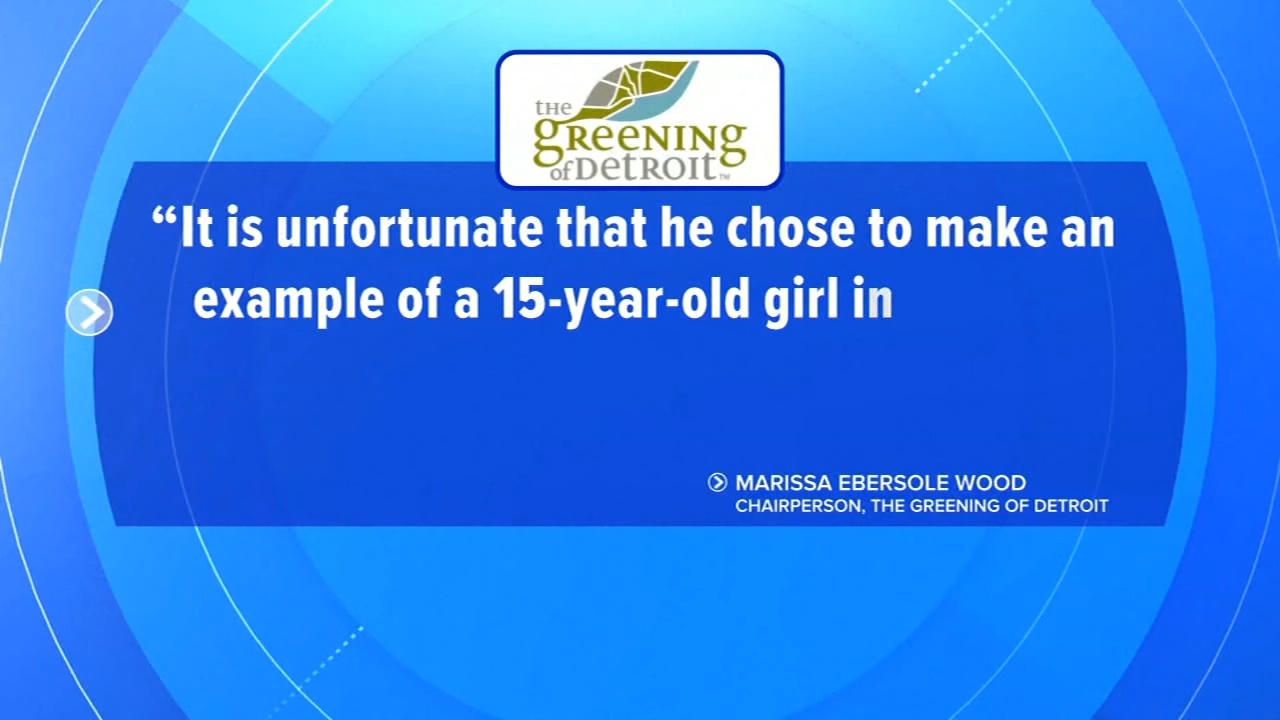 THE
GREENING
of DETROIT™
“It is unfortunate that he chose to make an
example of a 15-year-old girl in
MARISSA EBERSOLE WOOD
CHAIRPERSON, THE GREENING OF DETROIT